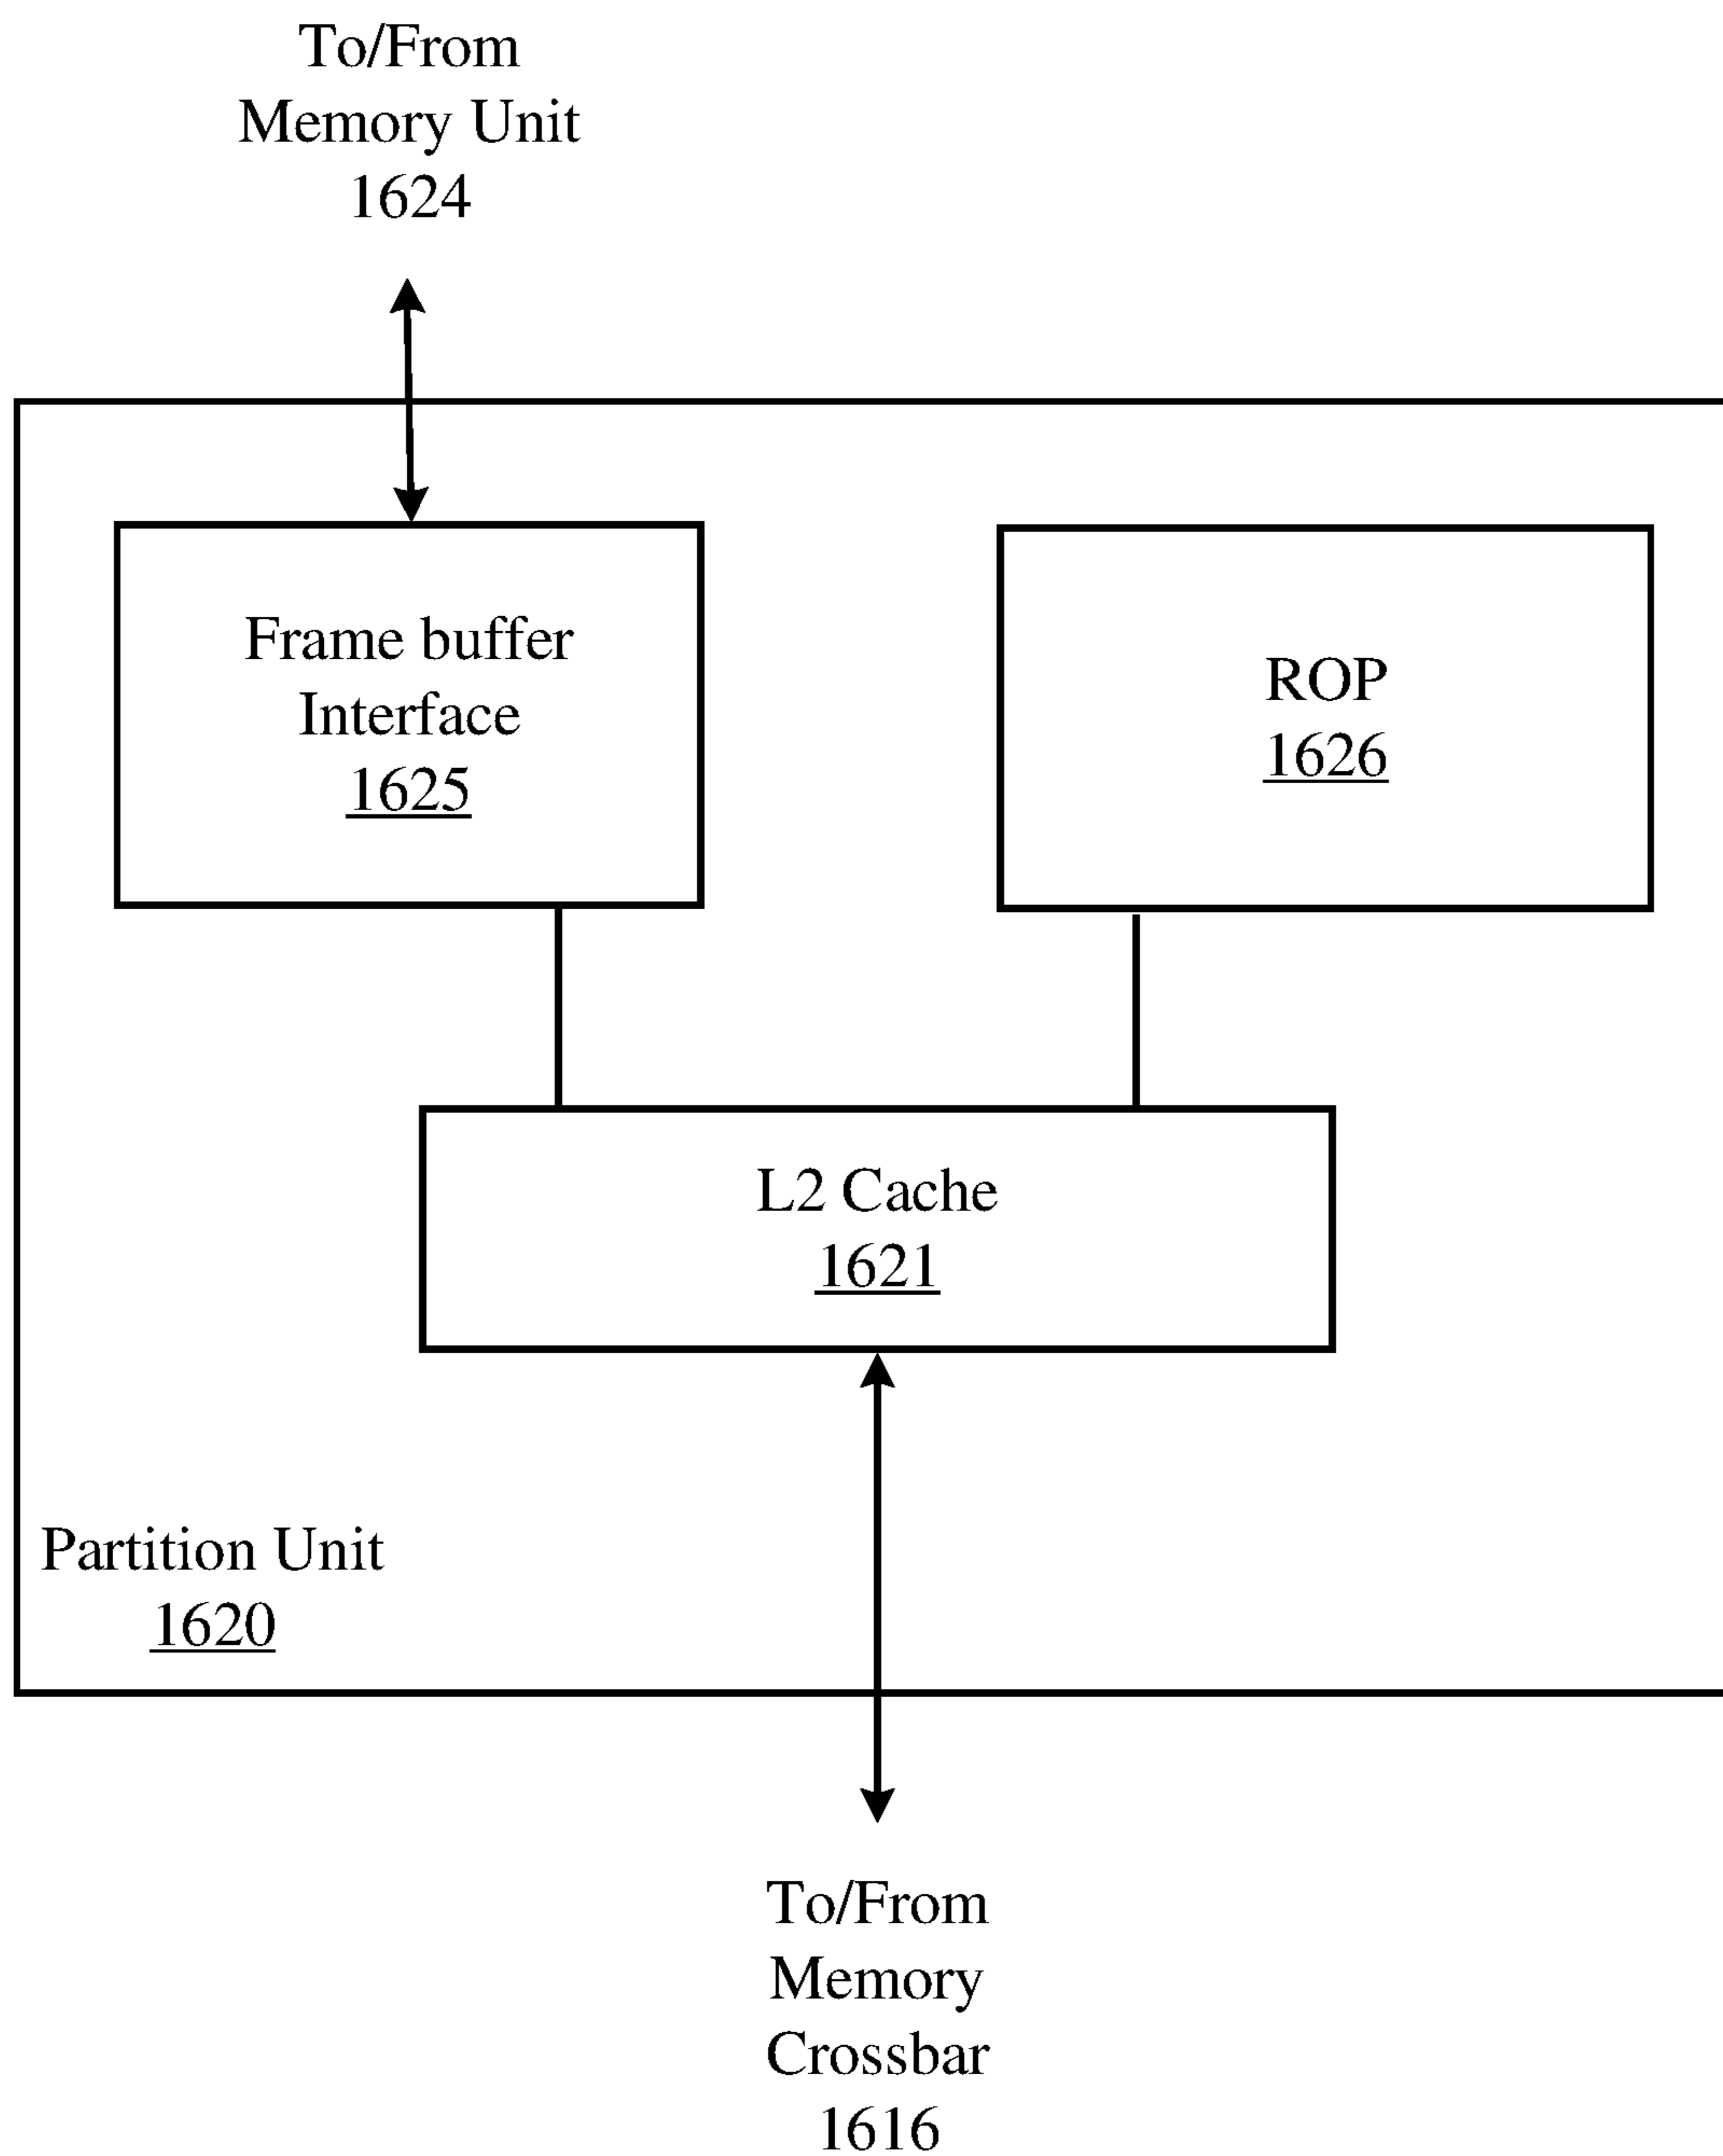 To/From
Memory Unit
1624
Frame buffer
Interface
1625
ROP
1626
L2 Cache
1621
Partition Unit
1620
To/From
Memory
Crossbar
1616